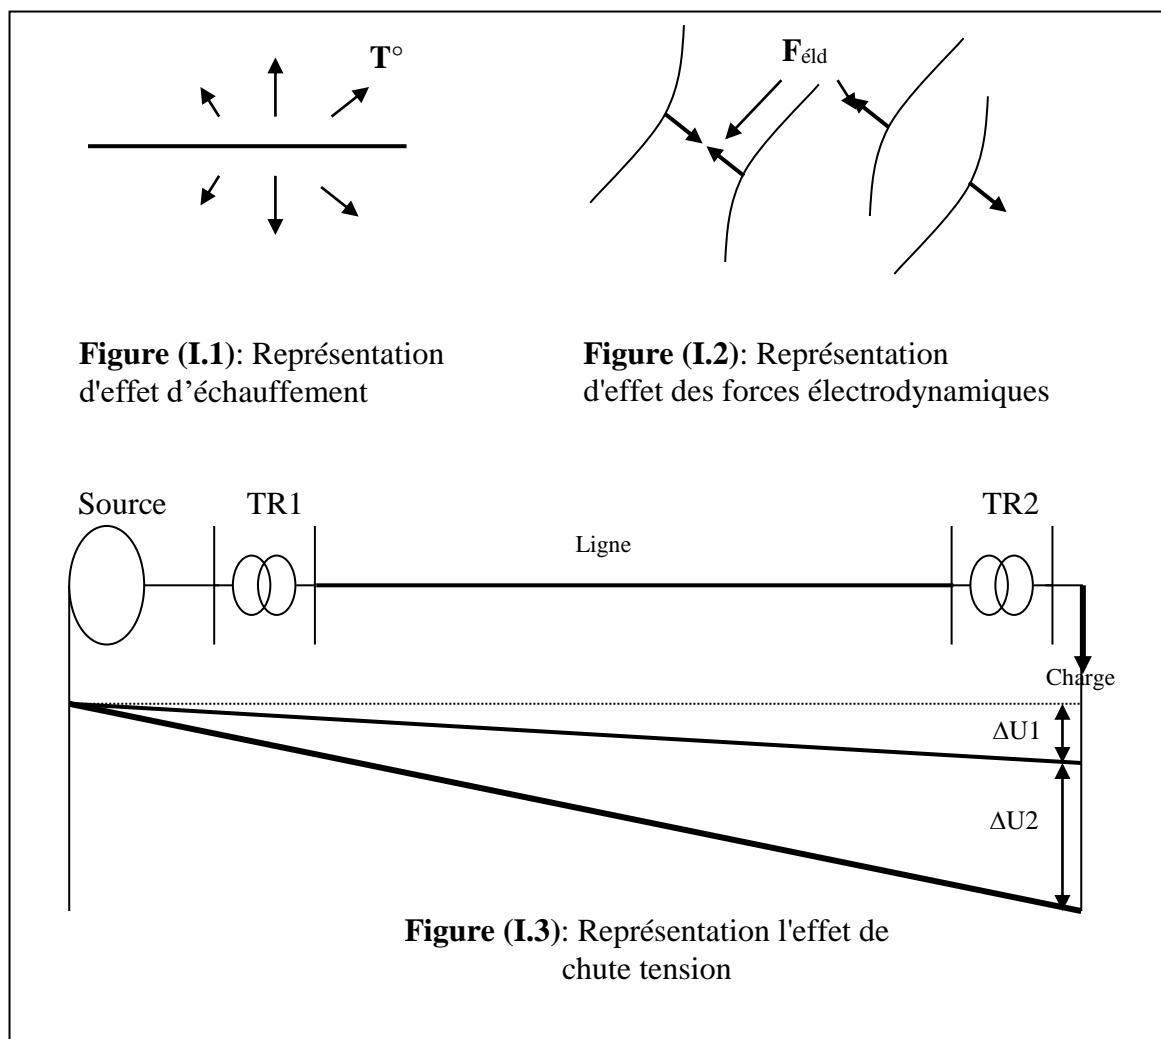 T°
Féld
Figure (I.1): Représentation
d'effet d’échauffement
Figure (I.2): Représentation
d'effet des forces électrodynamiques
Source
TR1
Ligne
TR2
Charge
ΔU1
ΔU2
Figure (I.3): Représentation l'effet de
chute tension